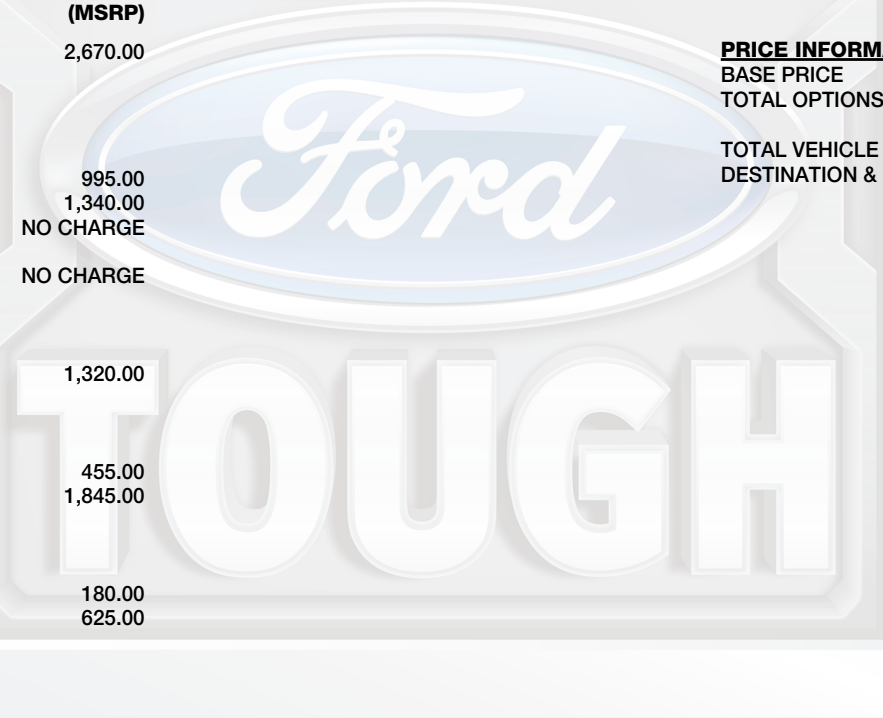 (MSRP)
2,670.00
995.00
1,340.00
NO CHARGE
NO CHARGE
1,320.00
455.00
1,845.00
180.00
625.00
PRICE INFORM
BASE PRICE
TOTAL OPTIONS
TOTAL VEHICLE
DESTINATION &
Ford
TOUGH